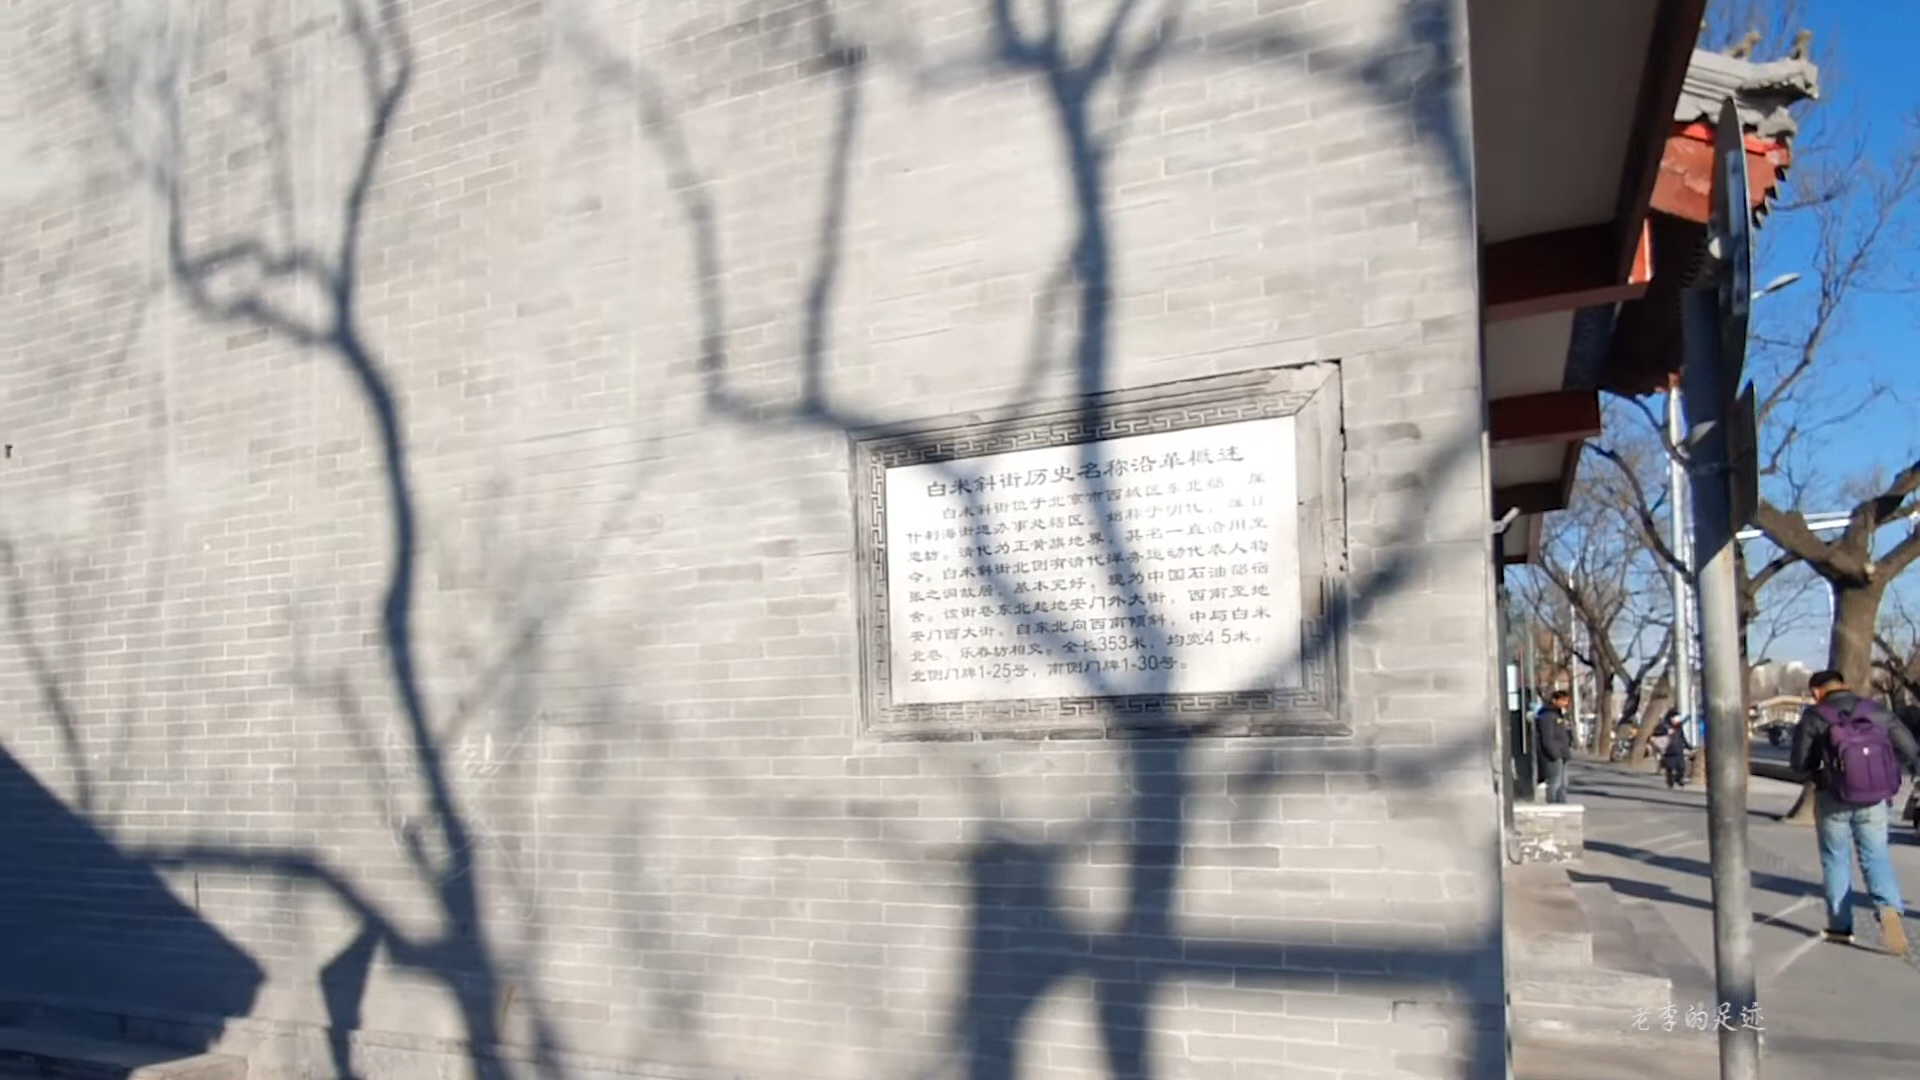 白米斜街历史名称沿革概述
白米斜街位于北京市西城区东北部，属
什刹海街道办事处辖区。始称于明代，属日
忠坊。清代为正黄旗地界，其名一直沿用至
今。白米斜街北侧有清代洋务运动代表人物
张之洞故居，基本完好，现为中国石油部宿
舍。该街巷东北起地安门外大街，西南至地
安门西大街。自东北向西南倾斜，中与白米
北巷、乐春坊相交。全长353米，均宽4.5米。
北侧门牌1-25号，南侧门牌1-30号。
老李的足迹